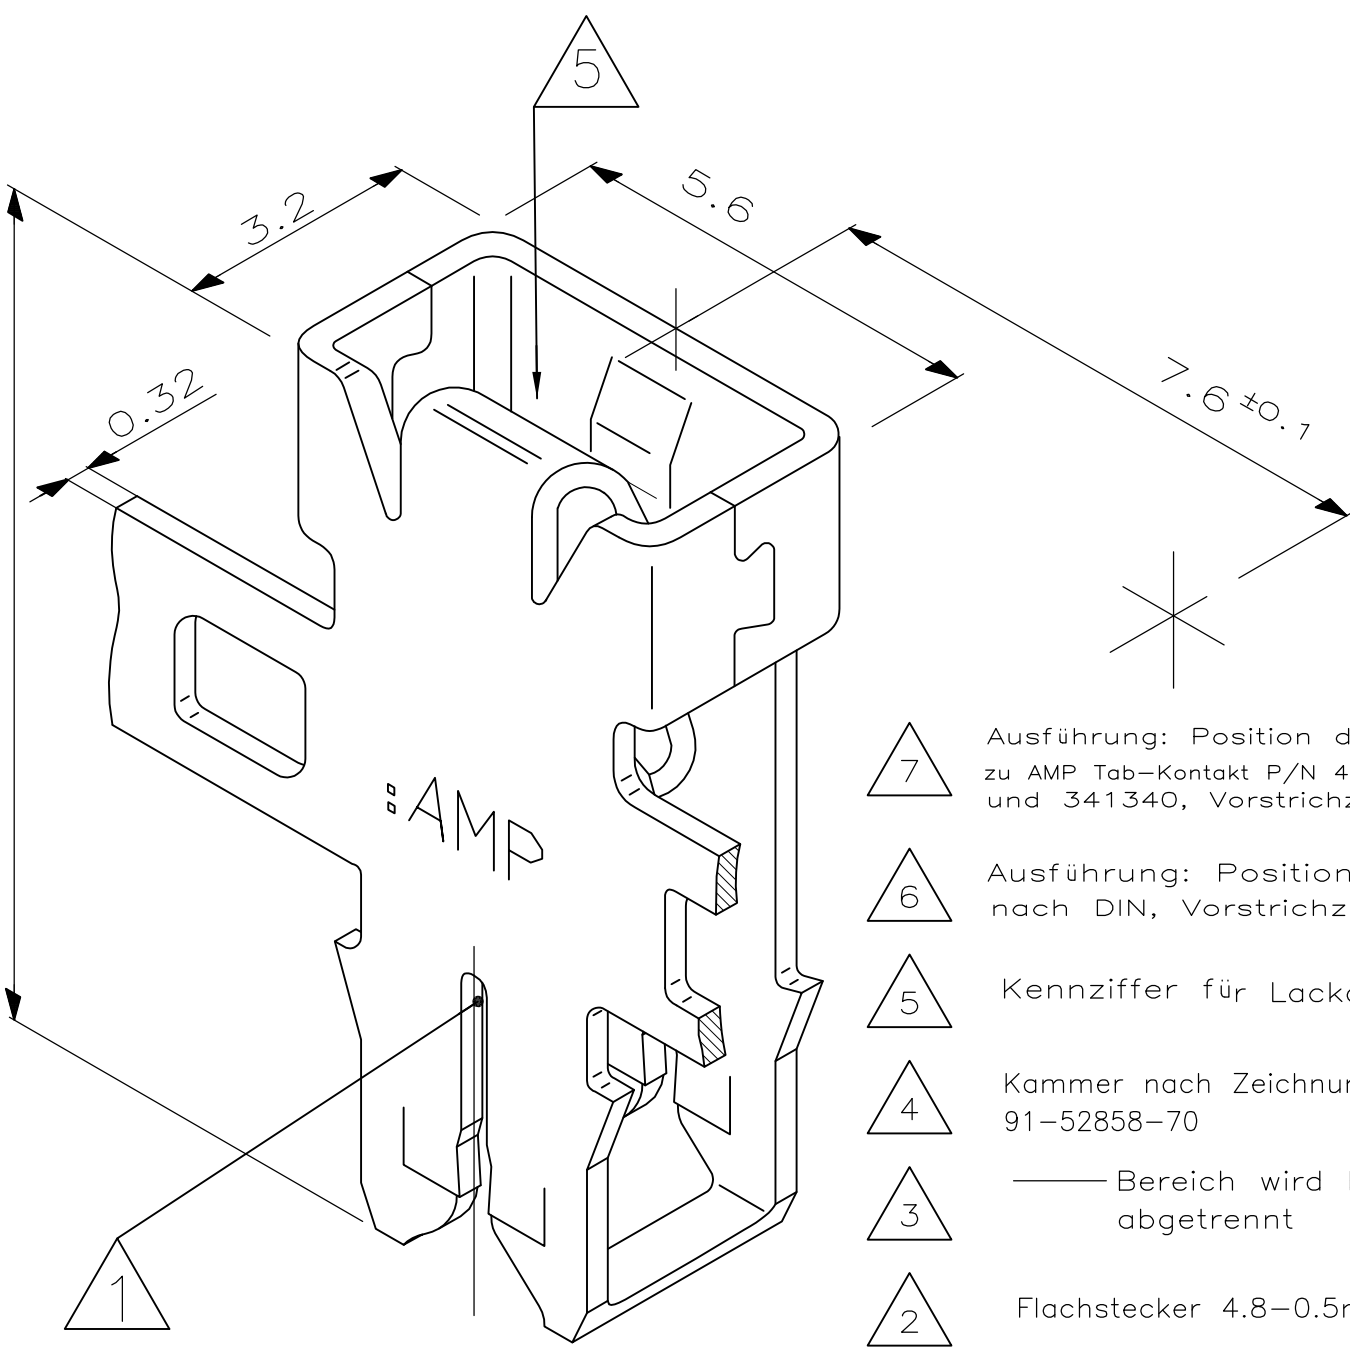 5
3.2
5.6
7.6 ±0.1
0.32
:AMP
1
7 Ausführung: Position d
zu AMP Tab-Kontakt P/N 4
und 341340, Vorstrichz
6 Ausführung: Position
nach DIN, Vorstrichz
5 Kennziffer für Lack
4 Kammer nach Zeichnu
91-52858-70
3 Bereich wird
abgetrennt
2 Flachstecker 4.8-0.5